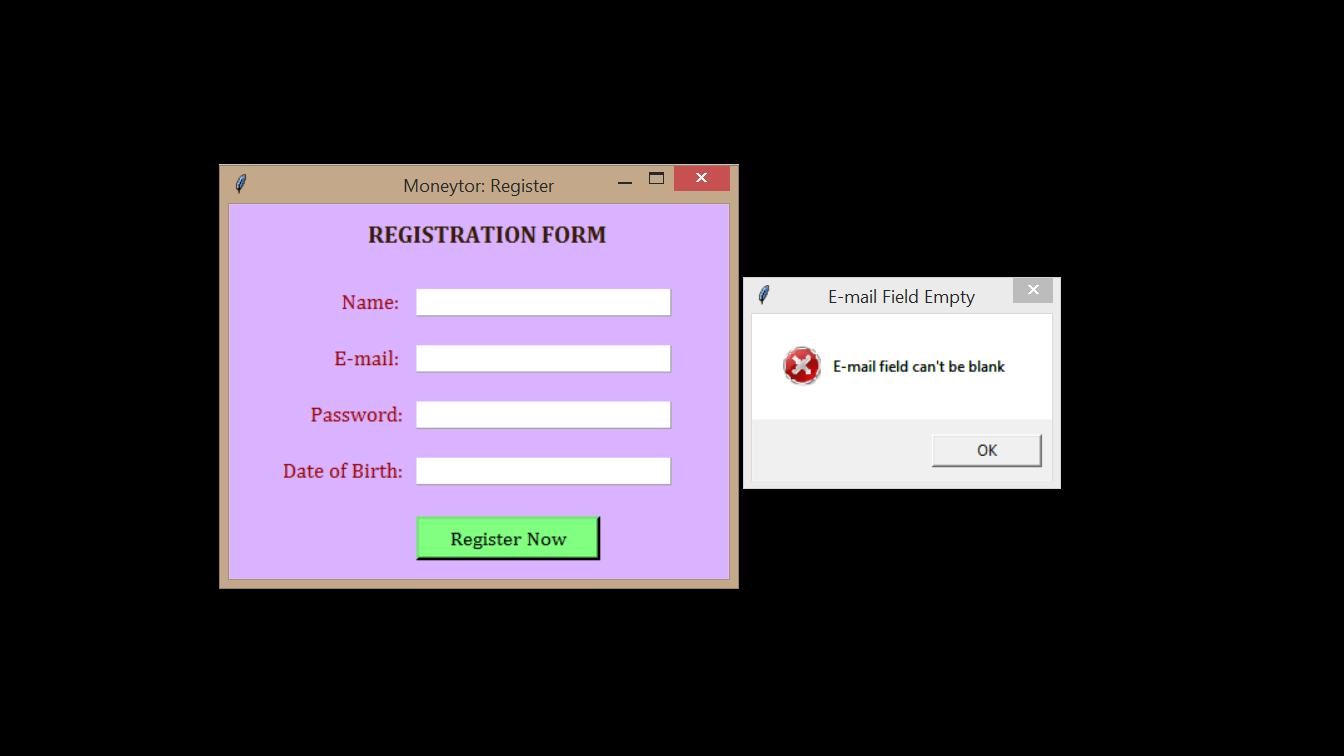 Moneytor: Register
REGISTRATION FORM
Name:
E-mail:
Password:
Date of Birth:
Register Now
E-mail Field Empty
E-mail field can't be blank
OK